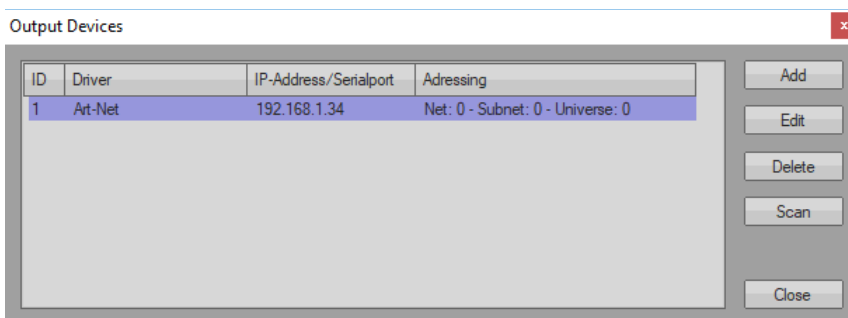 Output Devices
x
ID Driver IP-Address/Serialport Adressing
1 Art-Net 192.168.1.34 Net: 0 - Subnet: 0 - Universe: 0
Add
Edit
Delete
Scan
Close